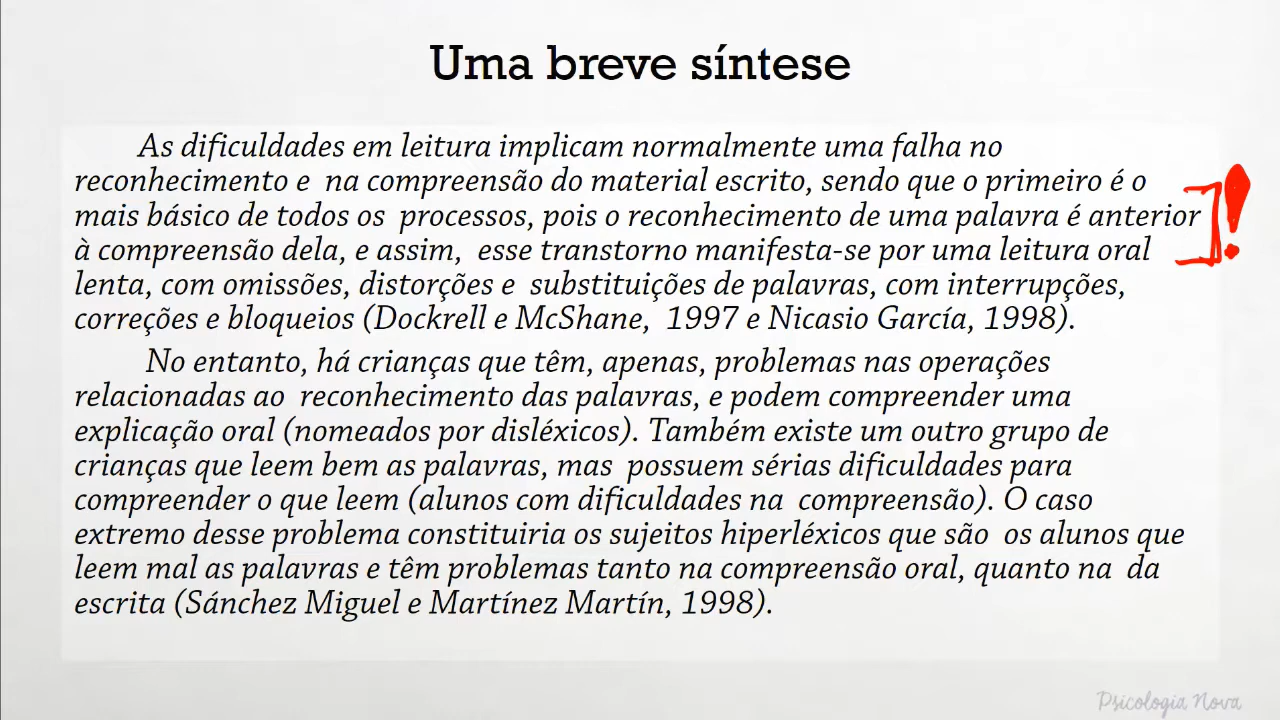 Uma breve síntese
As dificuldades em leitura implicam normalmente uma falha no
reconhecimento e na compreensão do material escrito, sendo que o primeiro é o
mais básico de todos os processos, pois o reconhecimento de uma palavra é anterior
à compreensão dela, e assim, esse transtorno manifesta-se por uma leitura oral
lenta, com omissões, distorções e substituições de palavras, com interrupções,
correções e bloqueios (Dockrell e McShane, 1997 e Nicasio García, 1998).
No entanto, há crianças que têm, apenas, problemas nas operações
relacionadas ao reconhecimento das palavras, e podem compreender uma
explicação oral (nomeados por disléxicos). Também existe um outro grupo de
crianças que leem bem as palavras, mas possuem sérias dificuldades para
compreender o que leem (alunos com dificuldades na compreensão). O caso
extremo desse problema constituiria os sujeitos hiperléxicos que são os alunos que
leem mal as palavras e têm problemas tanto na compreensão oral, quanto na da
escrita (Sánchez Miguel e Martínez Martín, 1998).
Psicologia Nova